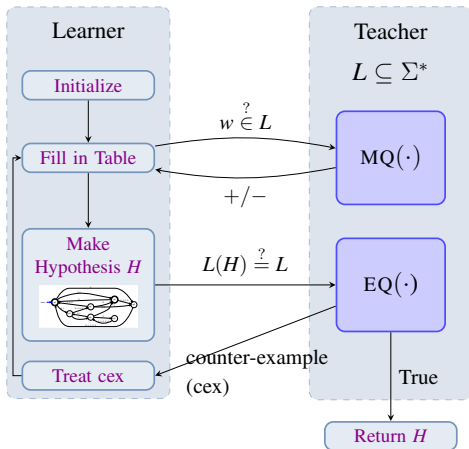 Learner
Teacher
L ⊆ Σ*
Initialize
w ∈? L
Fill in Table
MQ(·)
+/−
Make
Hypothesis H
L(H) =? L
EQ(·)
counter-example
(cex)
Treat cex
True
Return H